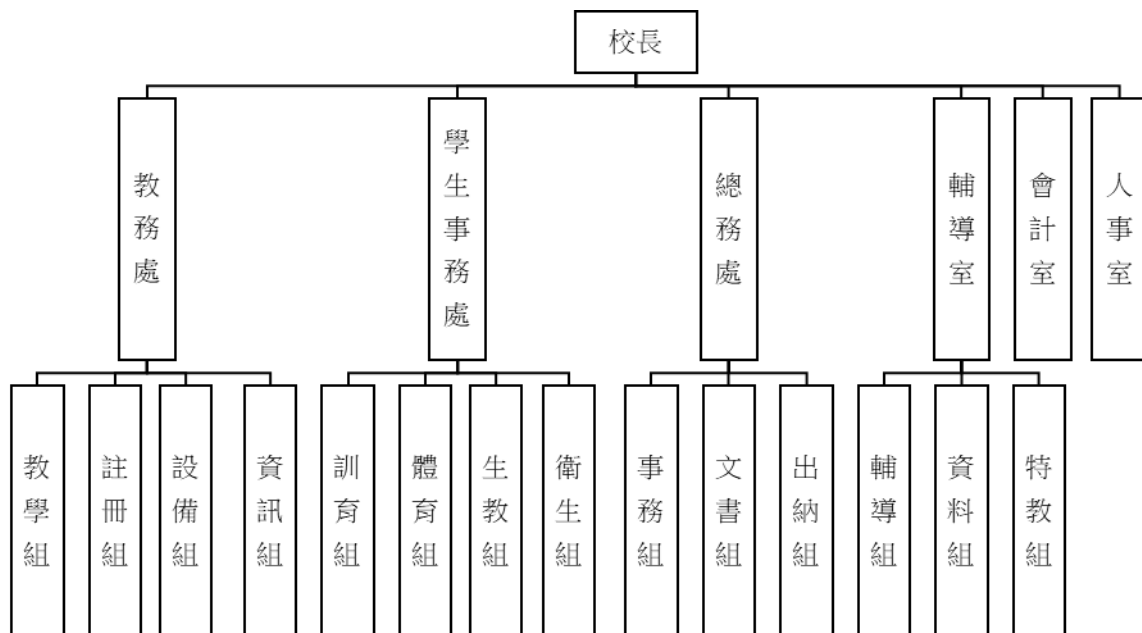 校長
教務處
學生事務處
總務處
輔導室
會計室
人事室
教學組
註冊組
設備組
資訊組
訓育組
體育組
生教組
衛生組
事務組
文書組
出納組
輔導組
資料組
特教組